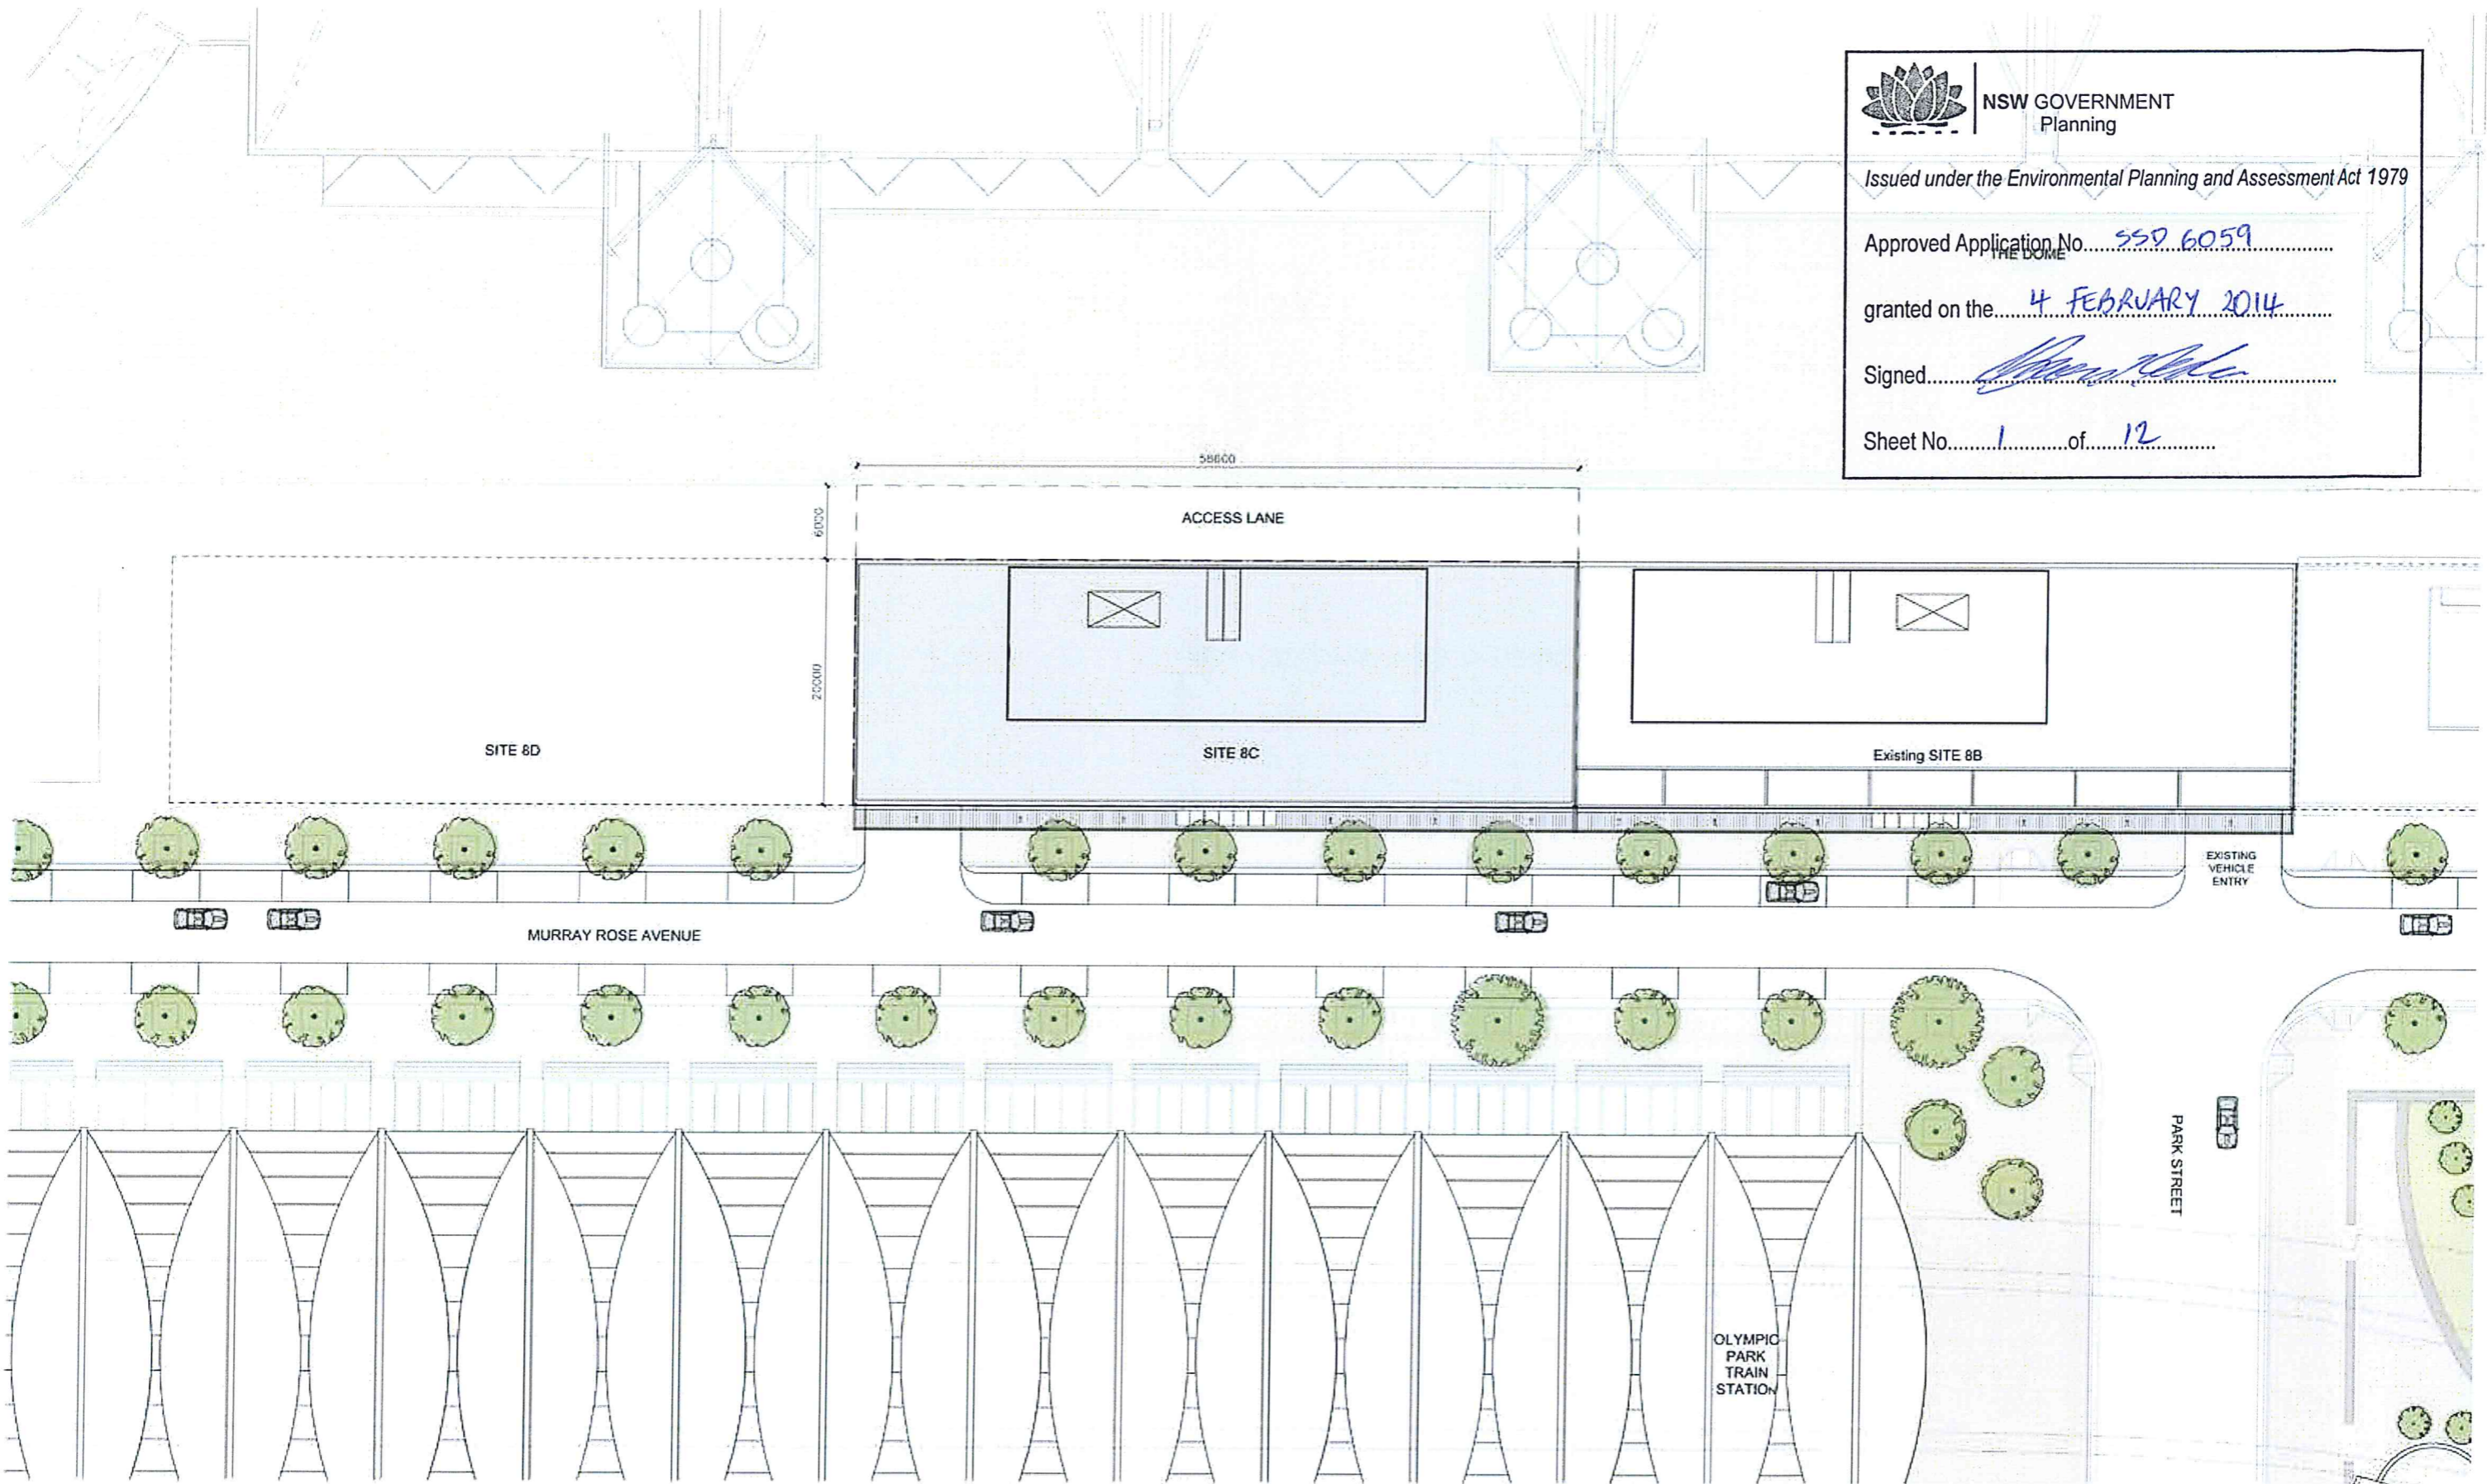 NSW GOVERNMENT
Planning
Issued under the Environmental Planning and Assessment Act 1979
Approved Application No.....SSD 6059.....
THE DOME
granted on the.....4 FEBRUARY 2014.....
Signed.....
Sheet No.....1.....of.....12.....
58600
6000
ACCESS LANE
20000
SITE 8D
SITE 8C
Existing SITE 8B
EXISTING
VEHICLE
ENTRY
MURRAY ROSE AVENUE
PARK STREET
OLYMPIC
PARK
TRAIN
STATION